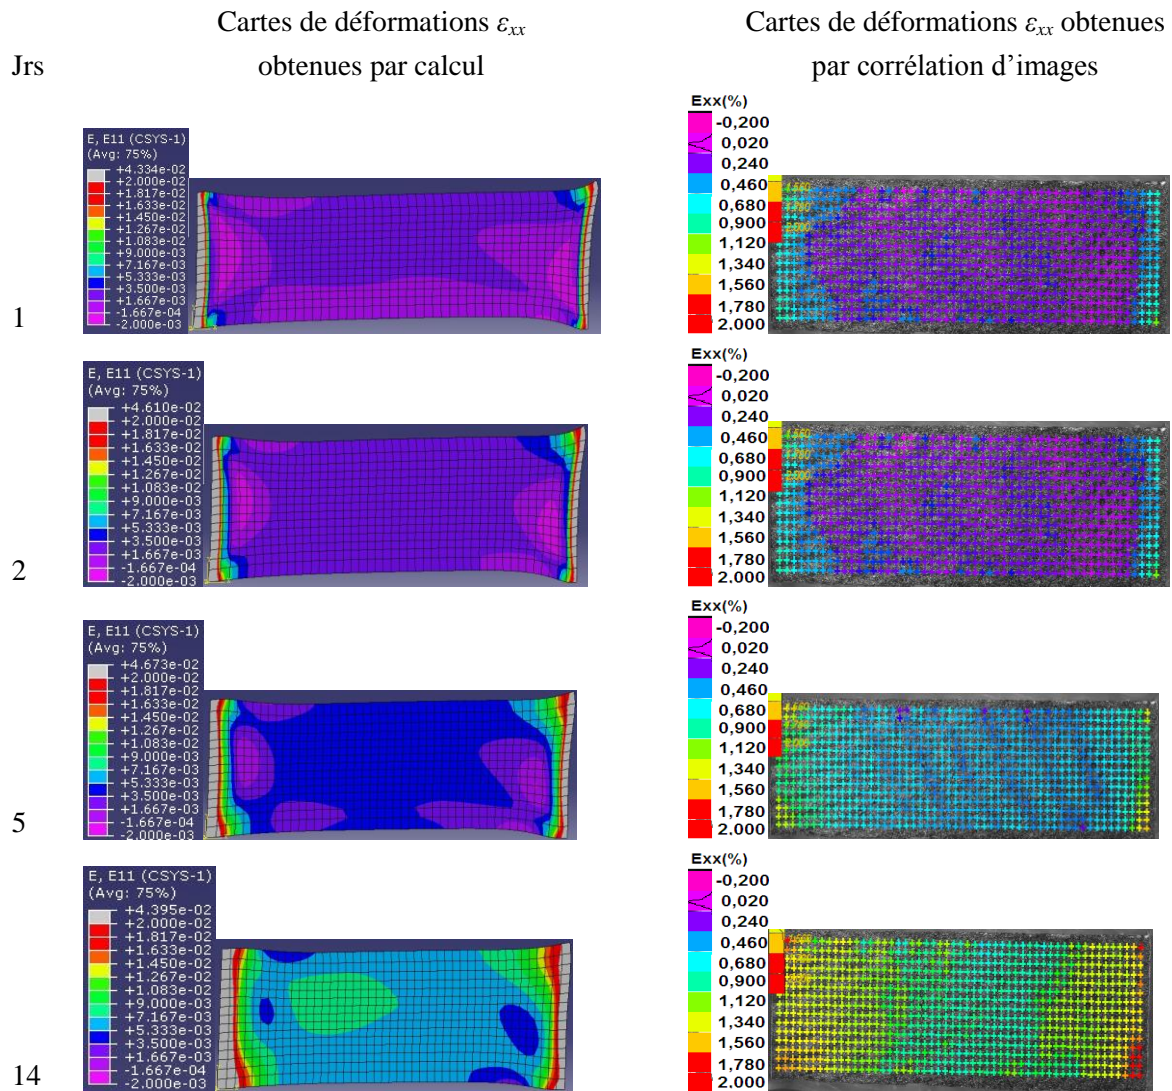 Cartes de déformations εxx
obtenues par calcul
Cartes de déformations εxx obtenues
par corrélation d’images
Jrs
E, E11 (CSYS-1)
(Avg: 75%)
+4.334e-02
+2.000e-02
+1.817e-02
+1.633e-02
+1.450e-02
+1.267e-02
+1.083e-02
+9.000e-03
+7.167e-03
+5.333e-03
+3.500e-03
+1.667e-03
-1.667e-04
-2.000e-03
Exx(%)
-0,200
0,020
0,240
0,460
0,680
0,900
1,120
1,340
1,560
1,780
2.000
1
E, E11 (CSYS-1)
(Avg: 75%)
+4.610e-02
+2.000e-02
+1.817e-02
+1.633e-02
+1.450e-02
+1.267e-02
+1.083e-02
+9.000e-03
+7.167e-03
+5.333e-03
+3.500e-03
+1.667e-03
-1.667e-04
-2.000e-03
Exx(%)
-0,200
0,020
0,240
0,460
0,680
0,900
1,120
1,340
1,560
1,780
2.000
2
E, E11 (CSYS-1)
(Avg: 75%)
+4.673e-02
+2.000e-02
+1.817e-02
+1.633e-02
+1.450e-02
+1.267e-02
+1.083e-02
+9.000e-03
+7.167e-03
+5.333e-03
+3.500e-03
+1.667e-03
-1.667e-04
-2.000e-03
Exx(%)
-0,200
0,020
0,240
0,460
0,680
0,900
1,120
1,340
1,560
1,780
2.000
5
E, E11 (CSYS-1)
(Avg: 75%)
+4.395e-02
+2.000e-02
+1.817e-02
+1.633e-02
+1.450e-02
+1.267e-02
+1.083e-02
+9.000e-03
+7.167e-03
+5.333e-03
+3.500e-03
+1.667e-03
-1.667e-04
-2.000e-03
Exx(%)
-0,200
0,020
0,240
0,460
0,680
0,900
1,120
1,340
1,560
1,780
2.000
14